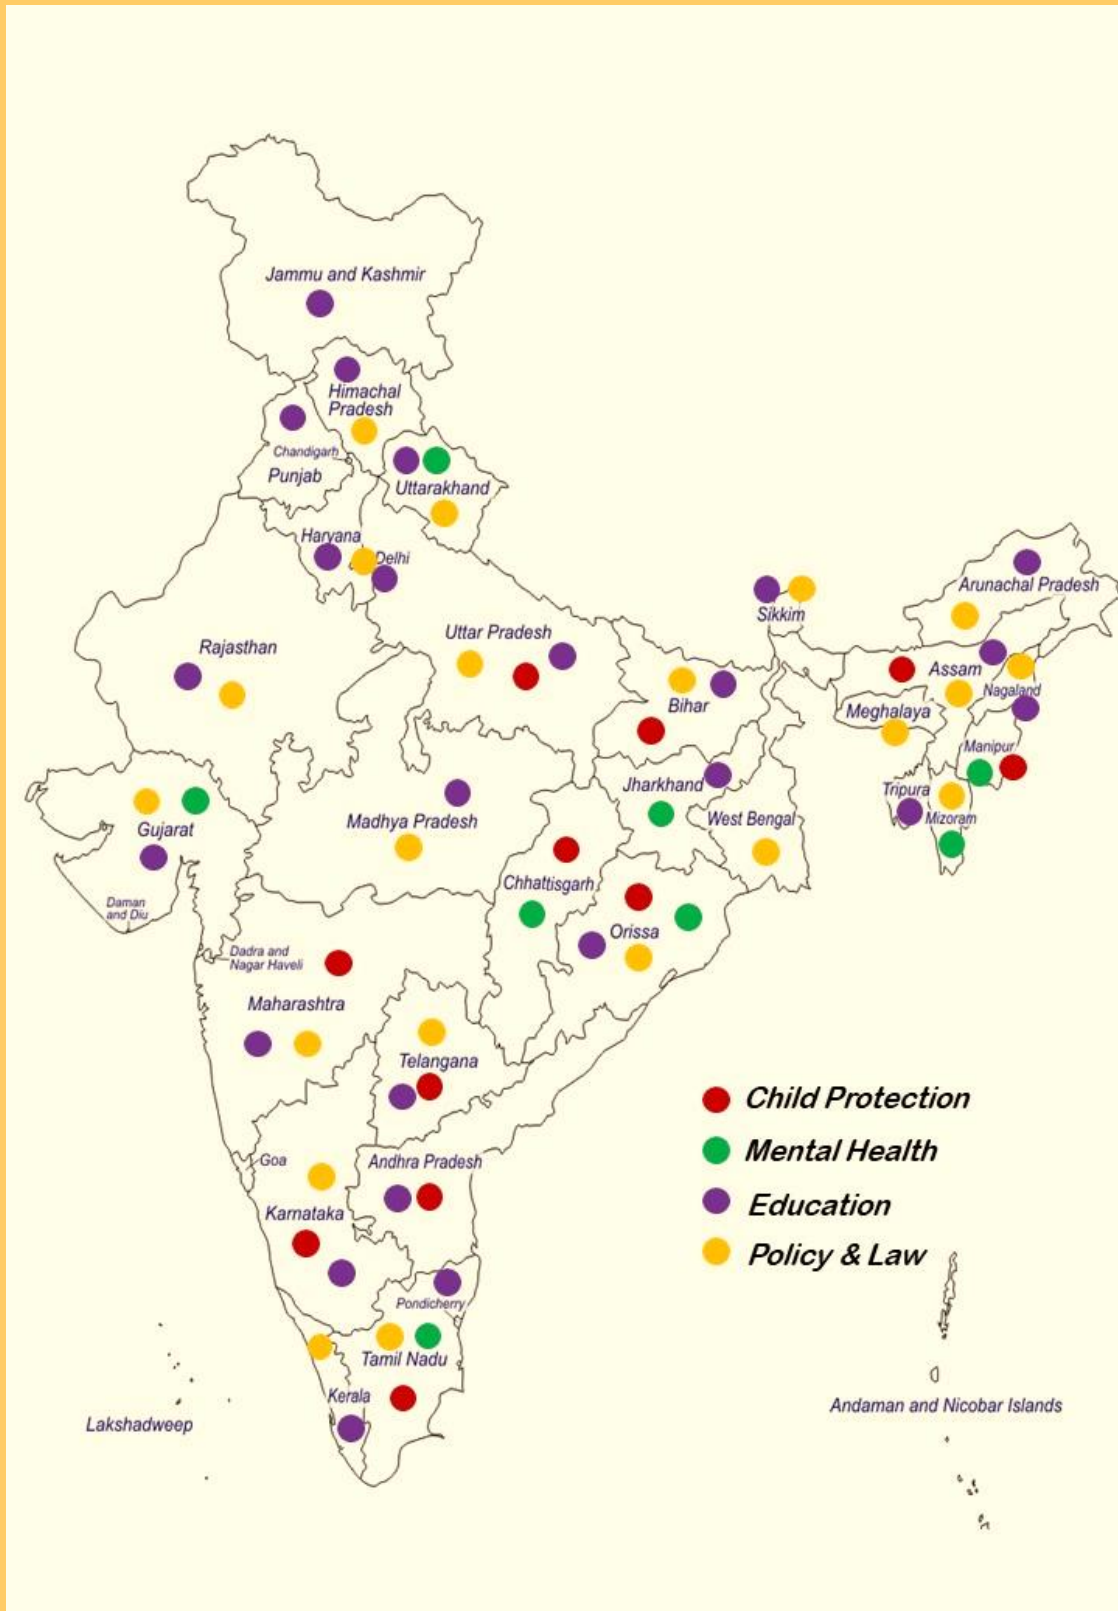 Jammu and Kashmir
Himachal
Pradesh
Chandigarh
Punjab
Uttarakhand
Haryana
Delhi
Arunachal Pradesh
Sikkim
Uttar Pradesh
Rajasthan
Assam
Nagaland
Bihar
Meghalaya
Manipur
Jharkhand
Tripura
Mizoram
West Bengal
Madhya Pradesh
Gujarat
Chhattisgarh
Daman
and Diu
Orissa
Dadra and
Nagar Haveli
Maharashtra
Telangana
Child Protection
Mental Health
Goa
Andhra Pradesh
Education
Karnataka
Policy & Law
Pondicherry
Tamil Nadu
Kerala
Andaman and Nicobar Islands
Lakshadweep